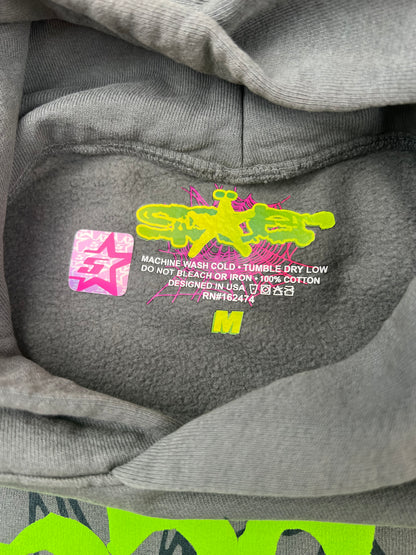 MACHINE WASH COLD • TUMBLE DRY LOW
DO NOT BLEACH OR IRON • 100% COTTON
DESIGNED IN USA
RN#162474
M
S